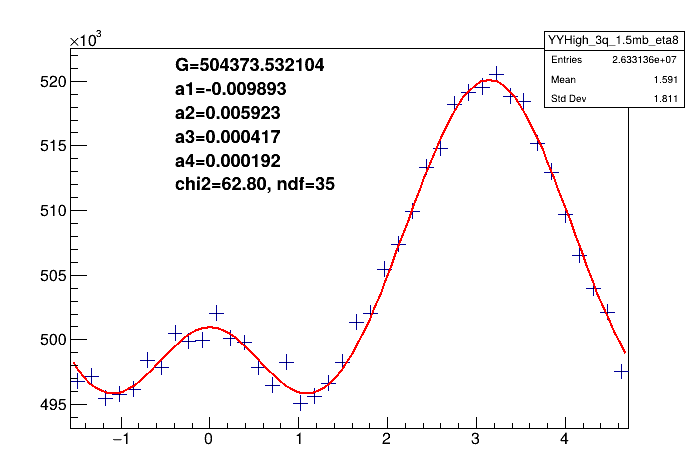 ×10³
YYHigh_3q_1.5mb_eta8
Entries 2.633136e+07
Mean 1.591
Std Dev 1.811
G=504373.532104
a1=-0.009893
a2=0.005923
a3=0.000417
a4=0.000192
chi2=62.80, ndf=35
520
515
510
505
500
495
−1 0 1 2 3 4